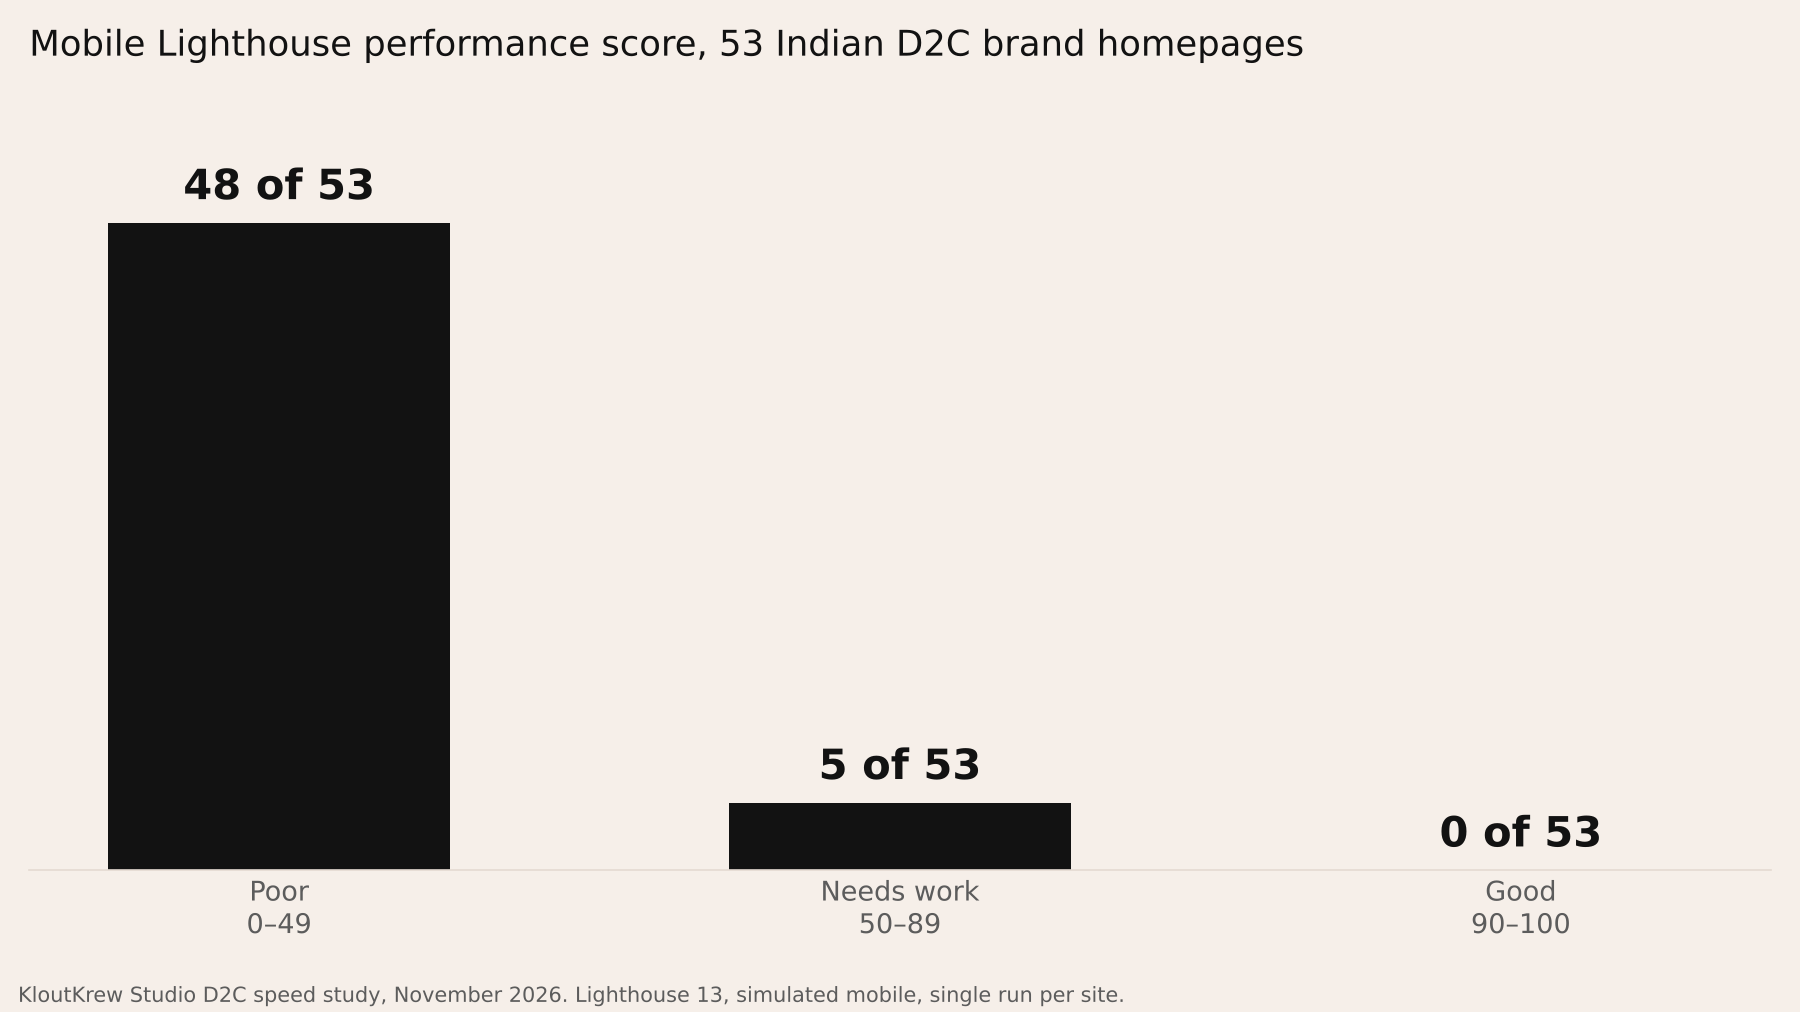 Mobile Lighthouse performance score, 53 Indian D2C brand homepages
48 of 53
5 of 53
0 of 53
Poor
0–49
Needs work
50–89
Good
90–100
KloutKrew Studio D2C speed study, November 2026. Lighthouse 13, simulated mobile, single run per site.